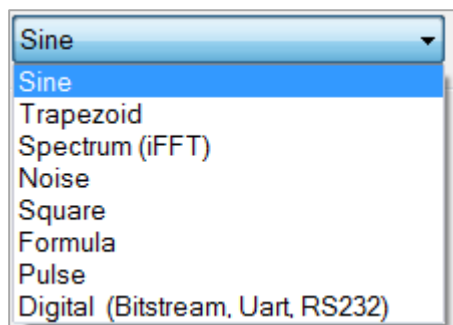 Sine
Sine
Trapezoid
Spectrum (iFFT)
Noise
Square
Formula
Pulse
Digital (Bitstream, Uart, RS232)